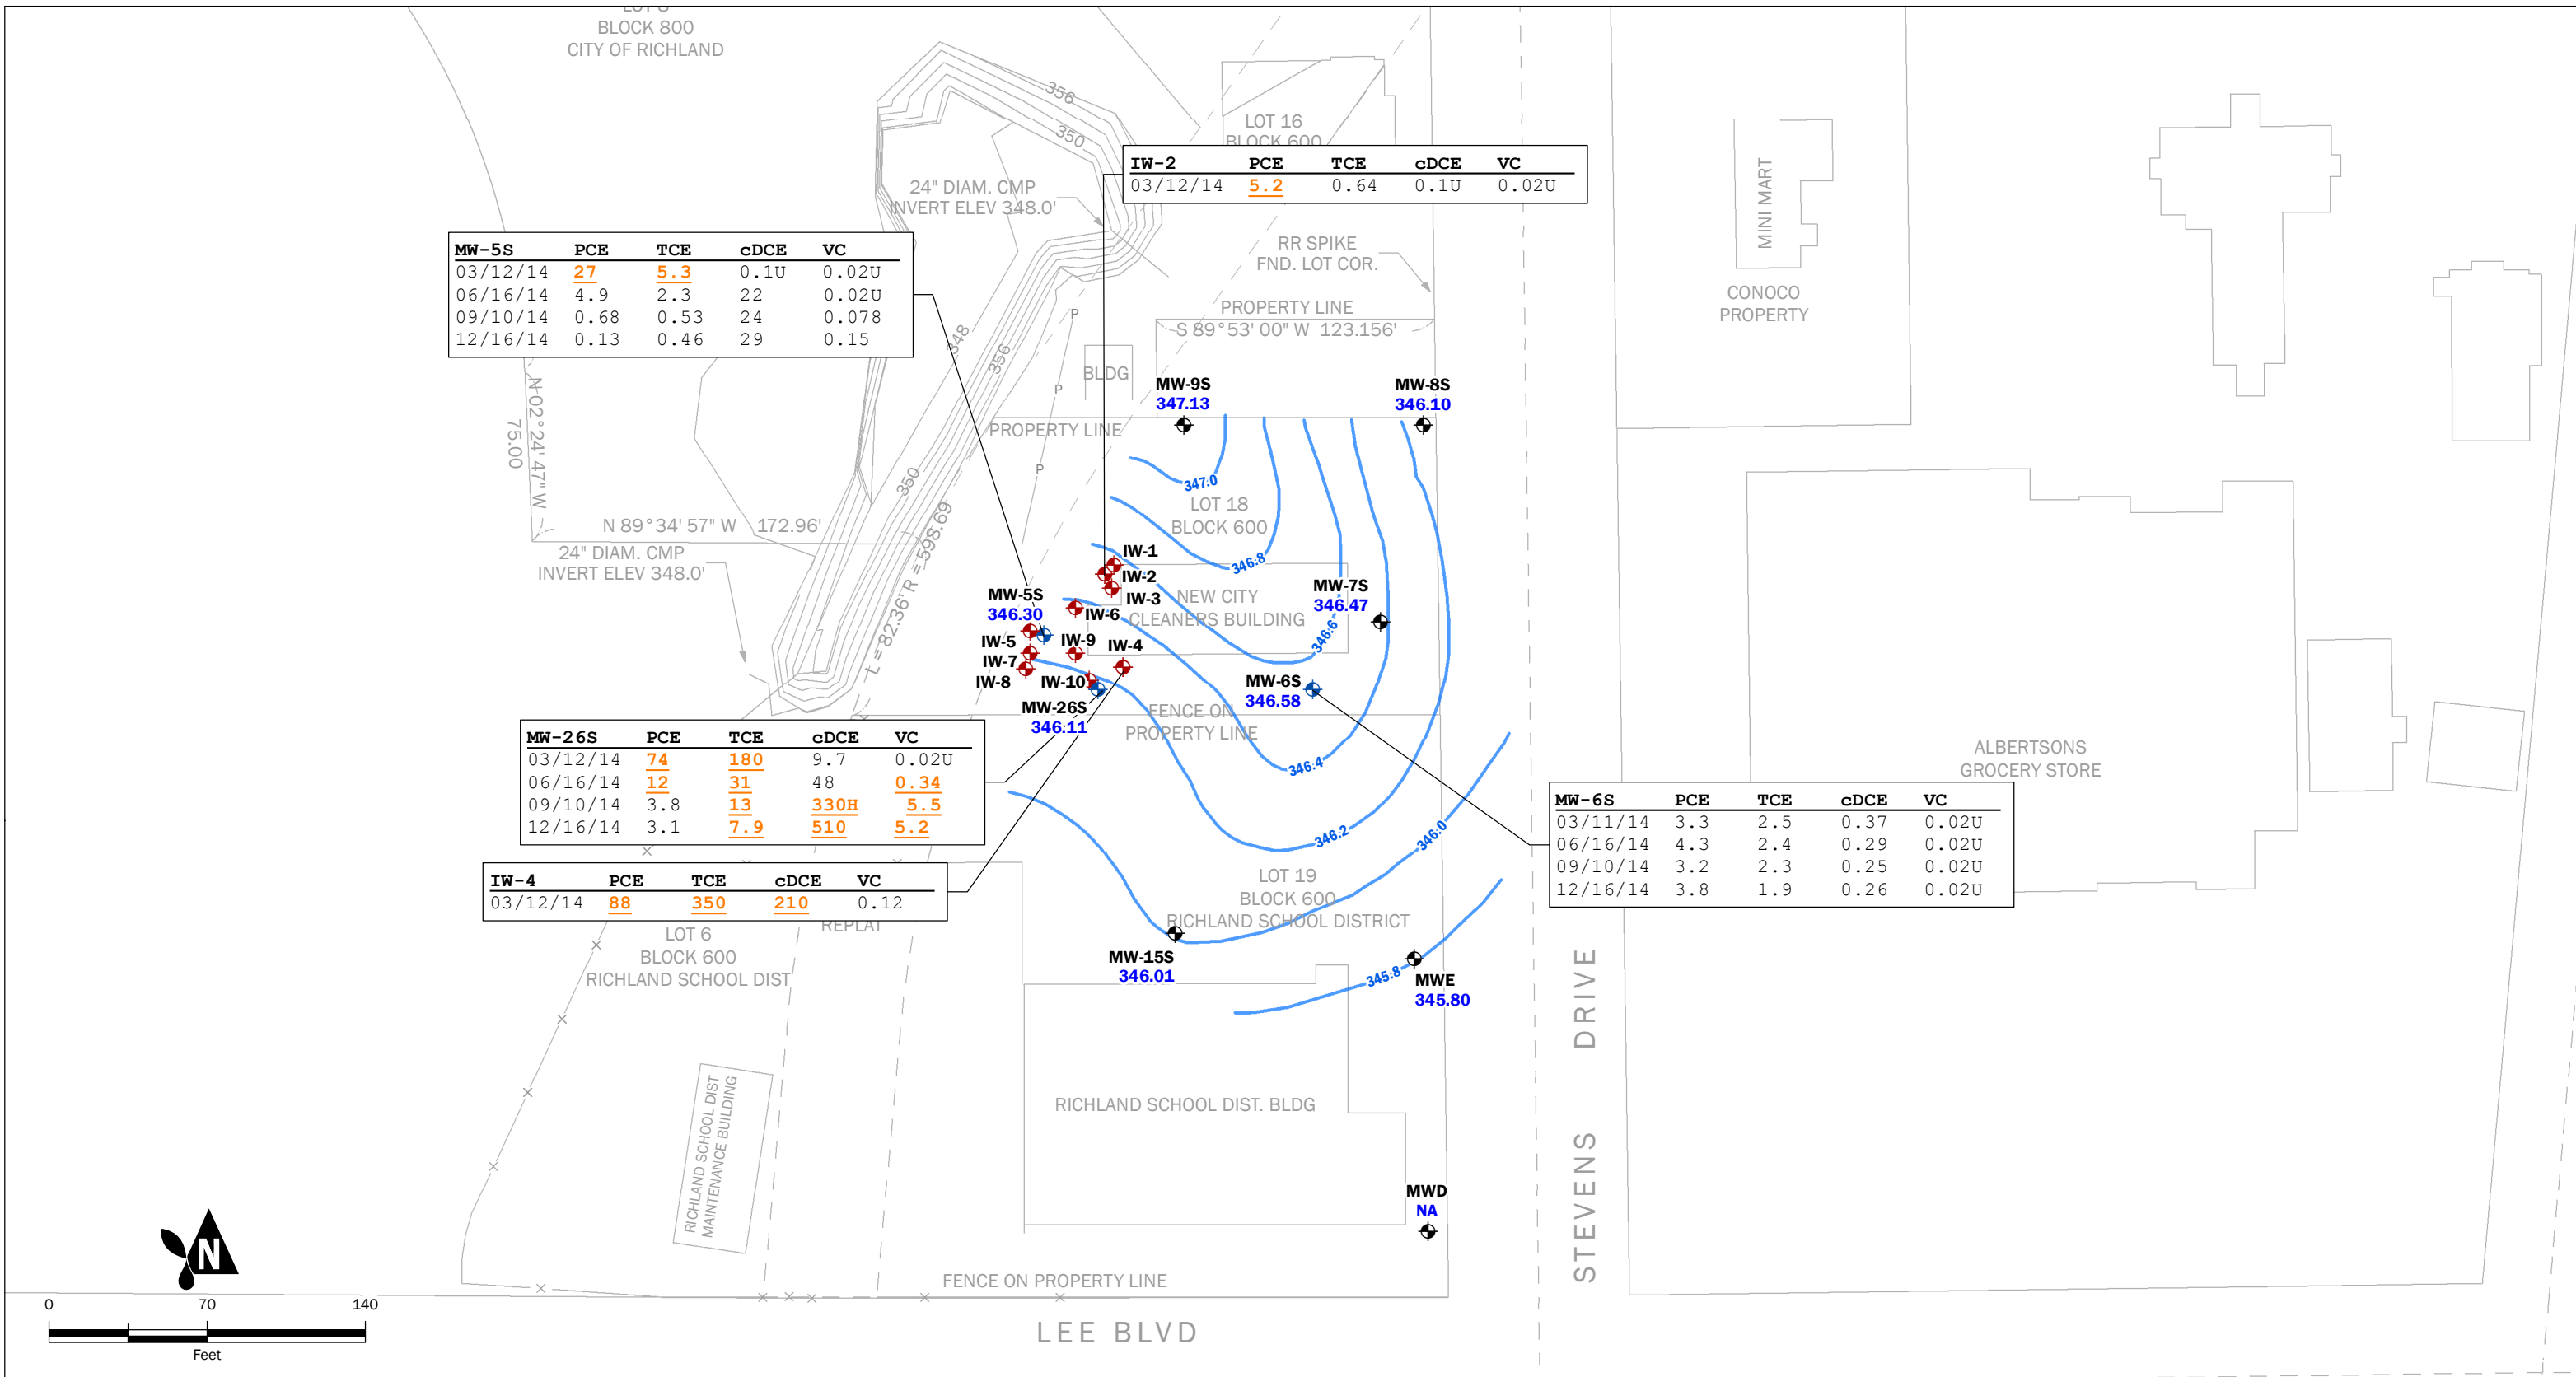 BLOCK 800
CITY OF RICHLAND
356
350
LOT 16
BLOCK 600
24" DIAM. CMP
INVERT ELEV 348.0'
IW-2 PCE TCE cDCE VC
03/12/14 5.2 0.64 0.1U 0.02U
MINI MART
MW-5S PCE TCE cDCE VC
03/12/14 27 5.3 0.1U 0.02U
06/16/14 4.9 2.3 22 0.02U
09/10/14 0.68 0.53 24 0.078
12/16/14 0.13 0.46 29 0.15
RR SPIKE
FND. LOT COR.
PROPERTY LINE
S 89°53' 00" W 123.156'
CONOCO
PROPERTY
348
356
P
BLDG
P
N 02°24' 47" W
75.00
MW-9S
347.13
MW-8S
346.10
PROPERTY LINE
P
350
347.0
LOT 18
BLOCK 600
N 89°34' 57" W 172.96'
24" DIAM. CMP
INVERT ELEV 348.0'
L = 82.36' R = 598.69
IW-1
346.8
IW-2
IW-3
NEW CITY
CLEANERS BUILDING
MW-7S
346.47
MW-5S
346.30
IW-6
346.6
IW-5
IW-9
IW-4
IW-7
IW-8
IW-10
MW-6S
346.58
MW-26S
346.11
FENCE ON
PROPERTY LINE
346.4
ALBERTSONS
GROCERY STORE
MW-26S PCE TCE cDCE VC
03/12/14 74 180 9.7 0.02U
06/16/14 12 31 48 0.34
09/10/14 3.8 13 330H 5.5
12/16/14 3.1 7.9 510 5.2
MW-6S PCE TCE cDCE VC
03/11/14 3.3 2.5 0.37 0.02U
06/16/14 4.3 2.4 0.29 0.02U
09/10/14 3.2 2.3 0.25 0.02U
12/16/14 3.8 1.9 0.26 0.02U
346.2
346.0
IW-4 PCE TCE cDCE VC
03/12/14 88 350 210 0.12
LOT 19
BLOCK 600
RICHLAND SCHOOL DISTRICT
REPLAT
LOT 6
BLOCK 600
RICHLAND SCHOOL DIST
MW-15S
346.01
345.8
MWE
345.80
STEVENS DRIVE
RICHLAND SCHOOL DIST
MAINTENANCE BUILDING
RICHLAND SCHOOL DIST. BLDG
MWD
NA
N
FENCE ON PROPERTY LINE
0 70 140
Feet
LEE BLVD